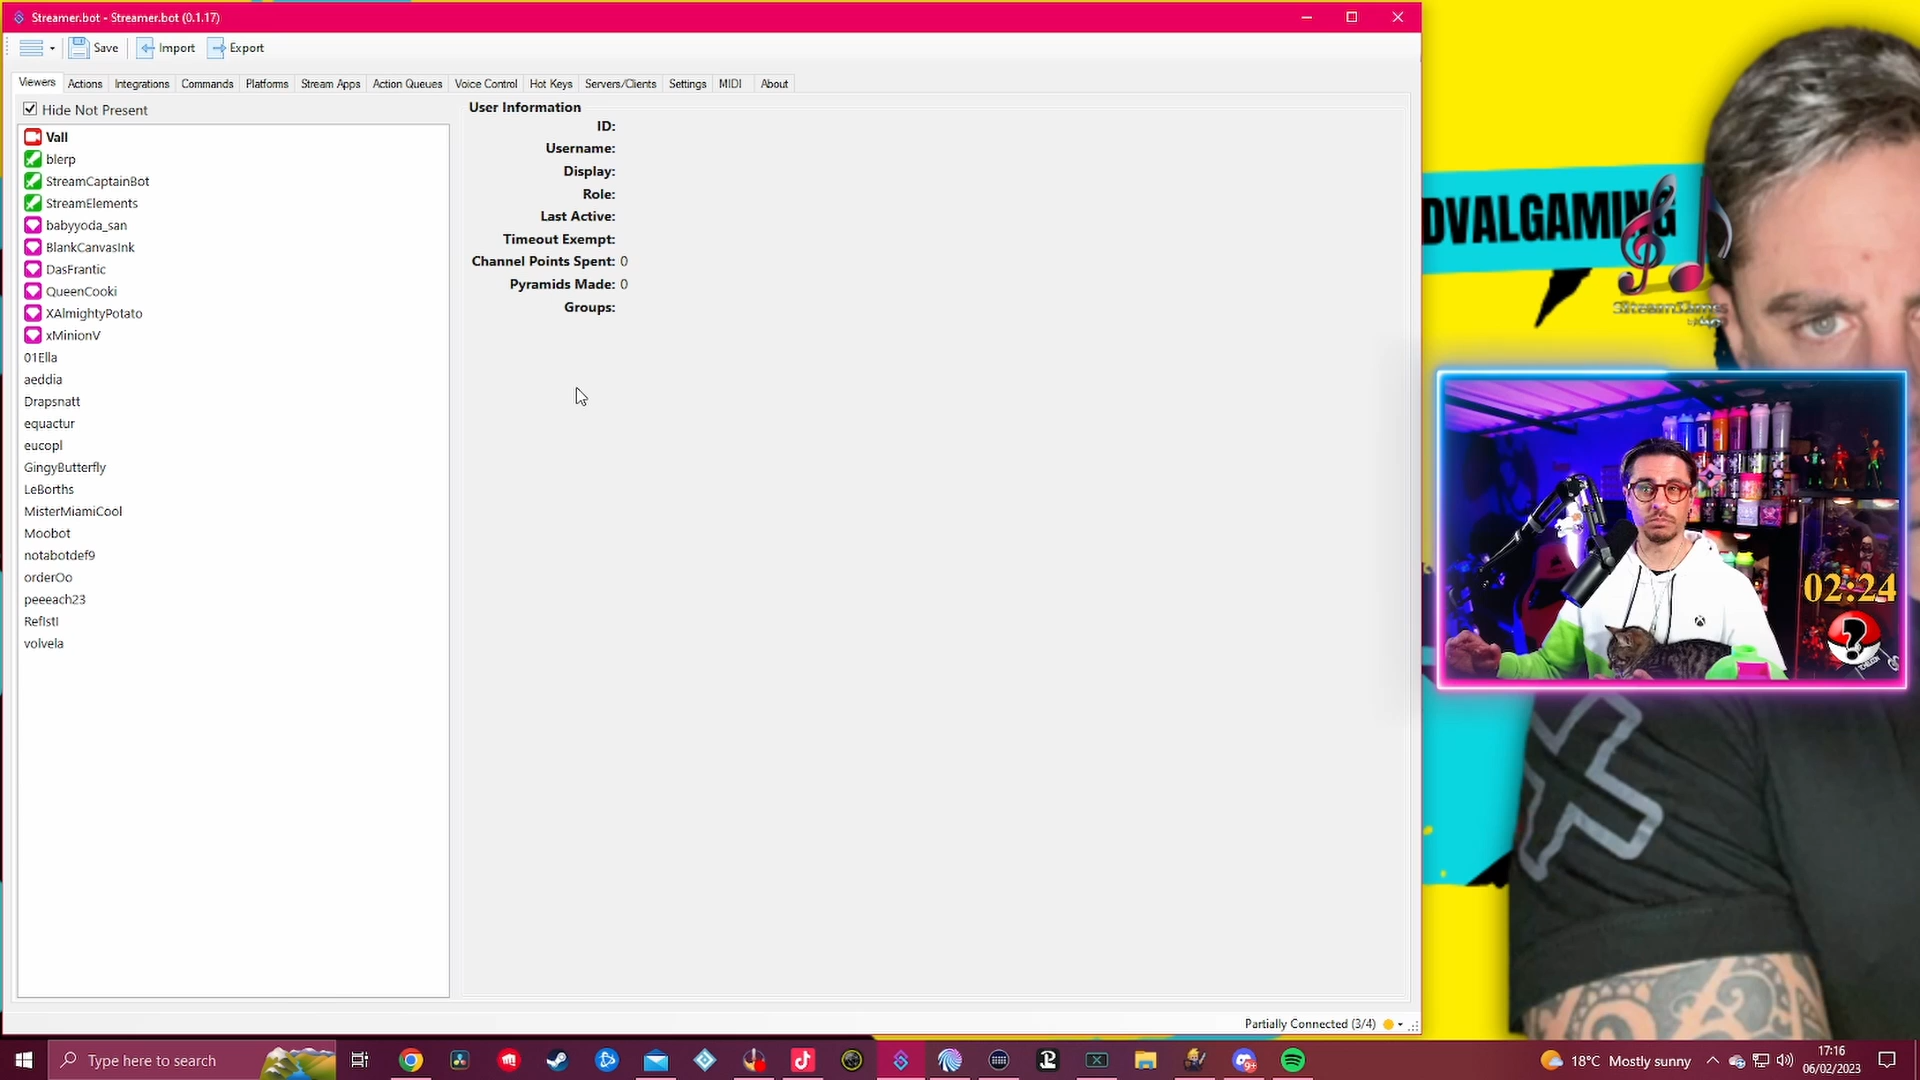 Streamer.bot - Streamer.bot (0.1.17)
Save Import Export
Viewers Actions Integrations Commands Platforms Stream Apps Action Queues Voice Control Hot Keys Servers/Clients Settings MIDI About
Hide Not Present
Vall
blerp
StreamCaptainBot
StreamElements
babyyoda_san
BlankCanvasInk
DasFrantic
QueenCooki
XAlmightyPotato
xMinionV
01Ella
aeddia
Drapsnatt
equactur
eucopl
GingyButterfly
LeBorths
MisterMiamiCool
Moobot
notabotdef9
orderOo
peeeach23
volvela
User Information
ID:
Username:
Display:
Role:
Last Active:
Timeout Exempt:
Channel Points Spent: 0
Pyramids Made: 0
Groups:
DVALGAMING
02:24
?
Partially Connected (3/4)
Type here to search
9+
18°C Mostly sunny
17:16
06/02/2023